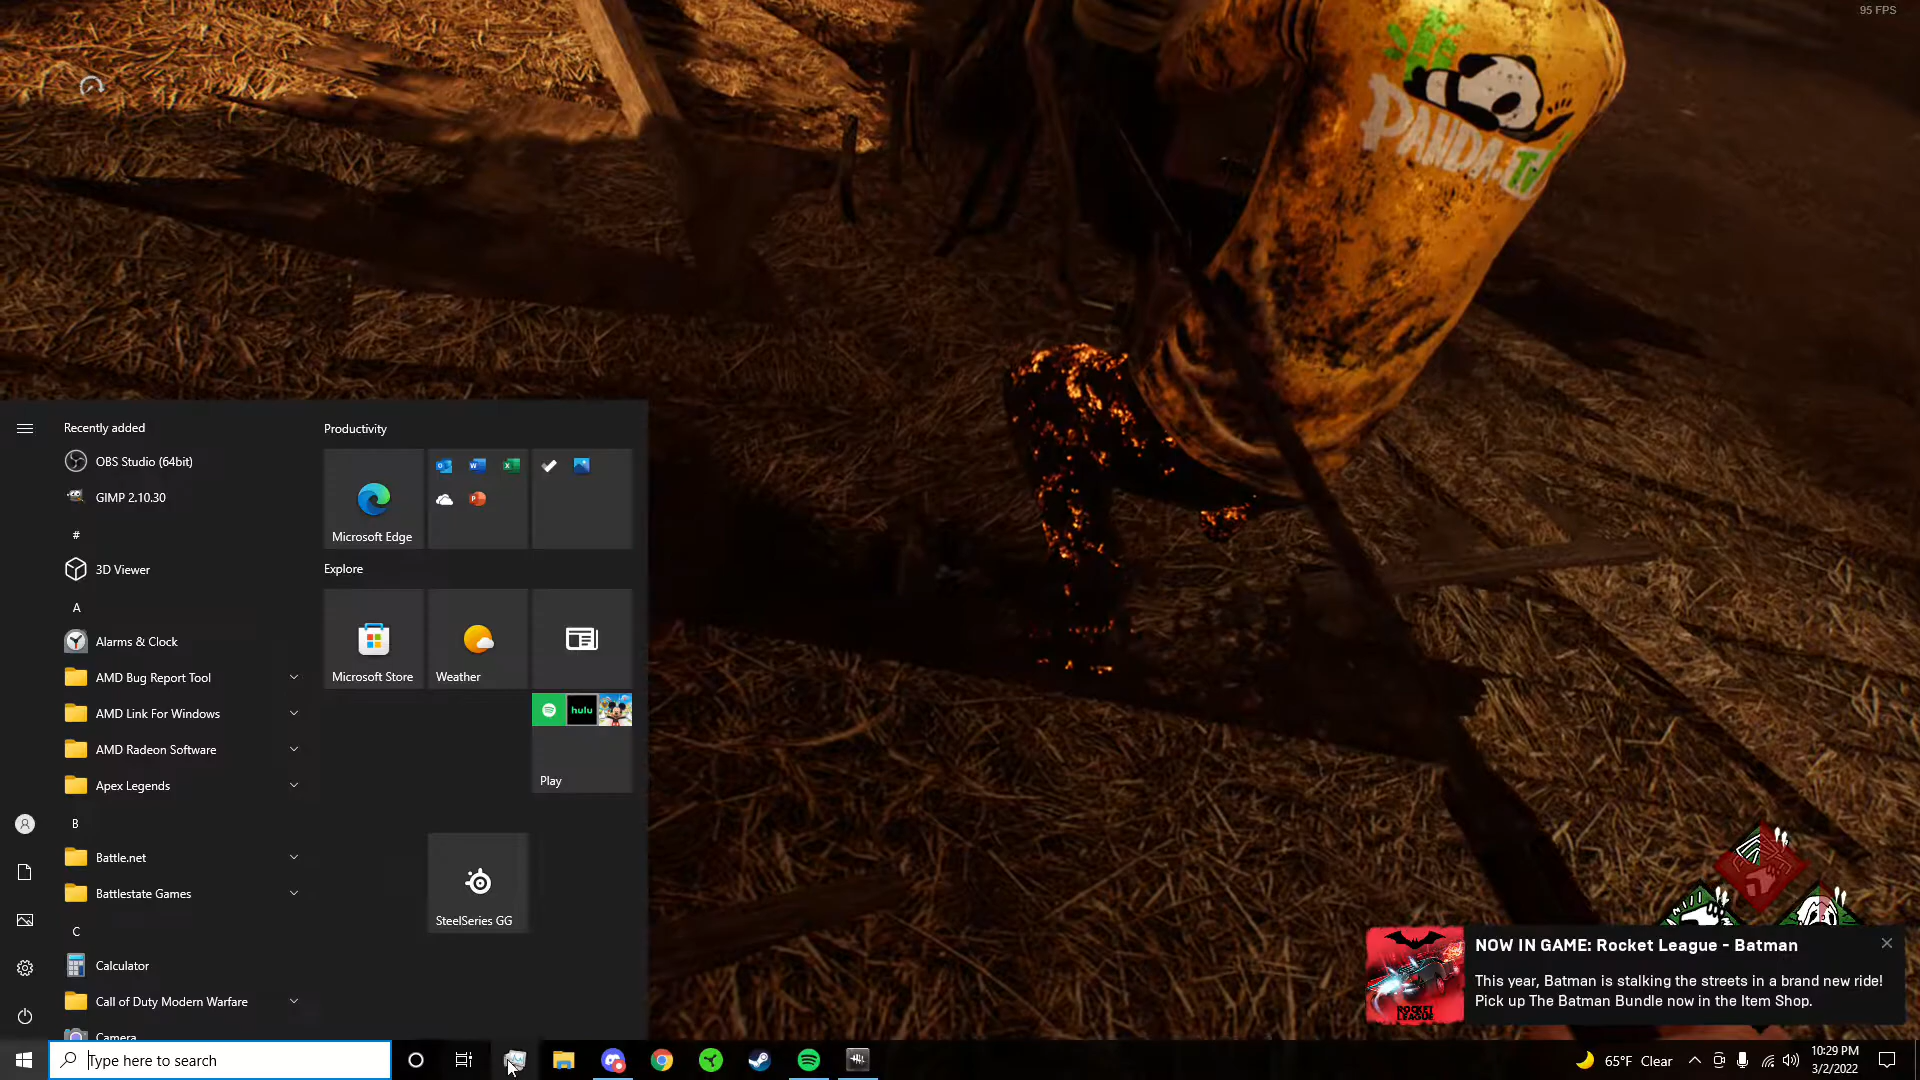 95 FPS
PANDA.TV
Recently added
OBS Studio (64bit)
GIMP 2.10.30
#
3D Viewer
A
Alarms & Clock
AMD Bug Report Tool
AMD Link For Windows
AMD Radeon Software
Apex Legends
B
Battle.net
Battlestate Games
C
Calculator
Call of Duty Modern Warfare
Camera
Productivity
Microsoft Edge
Explore
Microsoft Store
Weather
hulu
Play
SteelSeries GG
NOW IN GAME: Rocket League - Batman
This year, Batman is stalking the streets in a brand new ride!
Pick up The Batman Bundle now in the Item Shop.
ROCKET
LEAGUE
Type here to search
65°F Clear
10:29 PM
3/2/2022